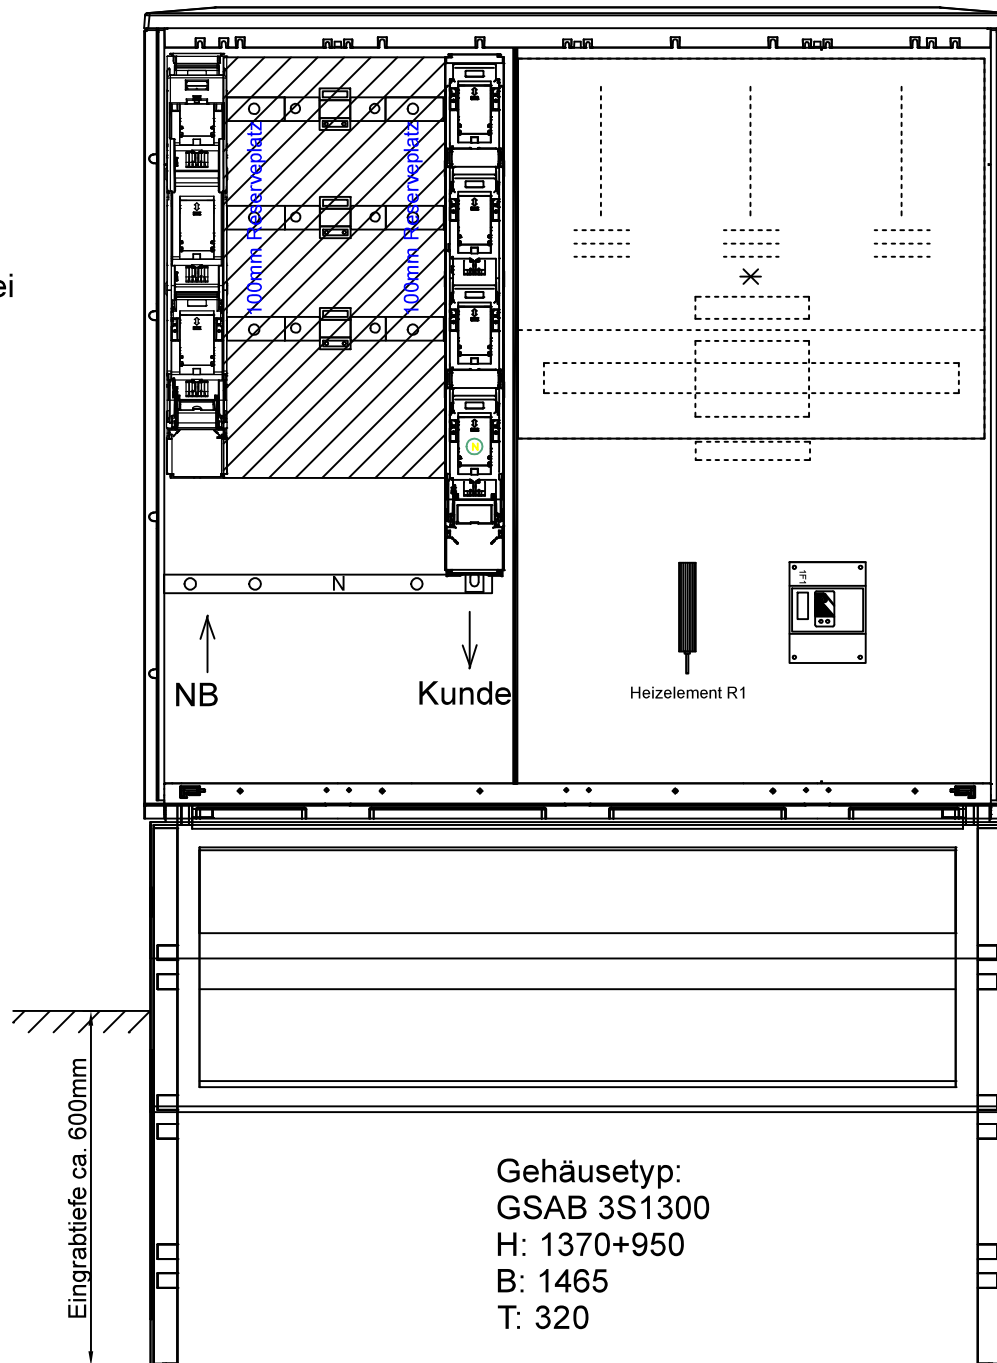 100mm Reserveplatz
100mm Reserveplatz
ei
N
N
1F1
NB
Kunde
Heizelement R1
Eingrabtiefe ca. 600mm
Gehäusetyp:
GSAB 3S1300
H: 1370+950
B: 1465
T: 320